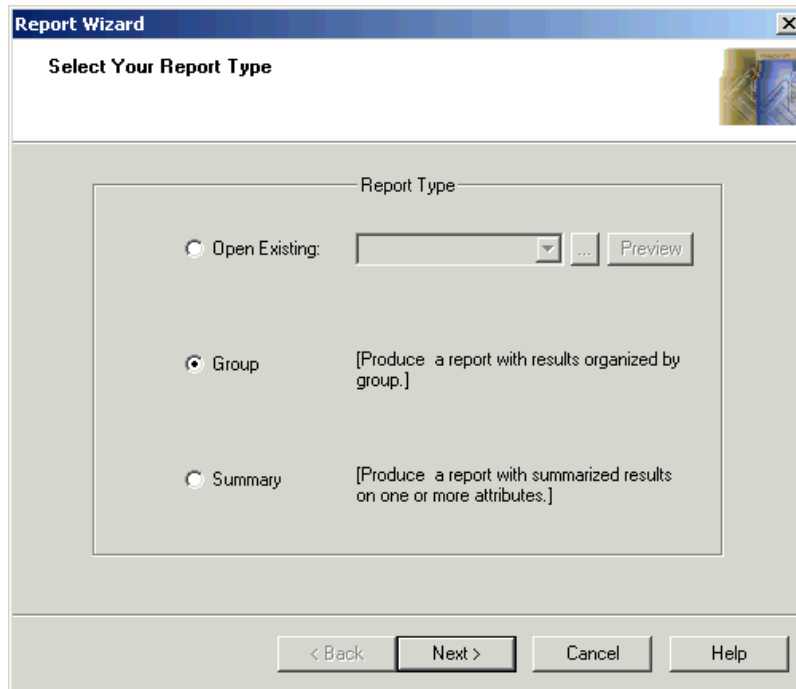 Report Wizard
Select Your Report Type
Report
Report Type
Open Existing:
...
Preview
Group
[Produce a report with results organized by
group.]
Summary
[Produce a report with summarized results
on one or more attributes.]
< Back
Next >
Cancel
Help